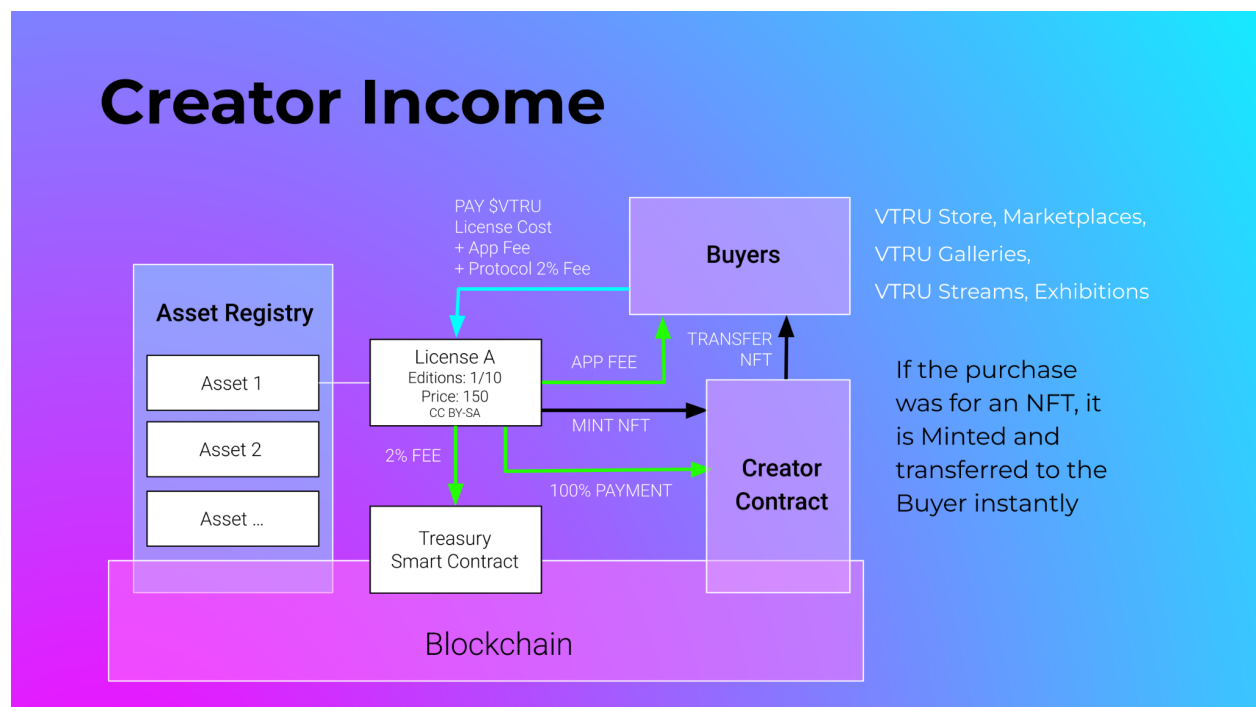 Creator Income
PAY $VTRU
License Cost
+ App Fee
+ Protocol 2% Fee
Buyers
VTRU Store, Marketplaces,
VTRU Galleries,
VTRU Streams, Exhibitions
Asset Registry
Asset 1
Asset 2
Asset ...
License A
Editions: 1/10
Price: 150
CC BY-SA
APP FEE
TRANSFER
NFT
MINT NFT
2% FEE
100% PAYMENT
Creator
Contract
Treasury
Smart Contract
If the purchase
was for an NFT, it
is Minted and
transferred to the
Buyer instantly
Blockchain